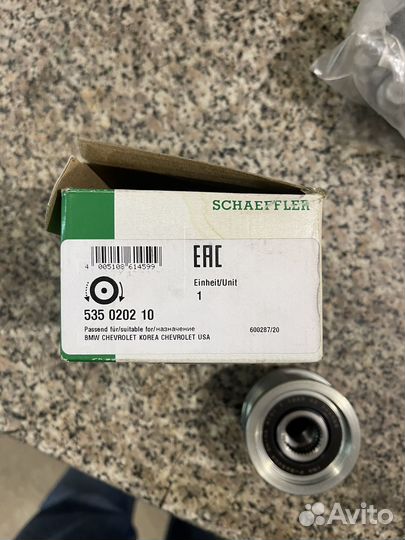 SCHAEFFLER
4 005108 614599
EAC
Einheit/Unit
1
535 0202 10
Passend für/suitable for/назначение
600287/20
BMW CHEVROLET KOREA CHEVROLET USA
Avito